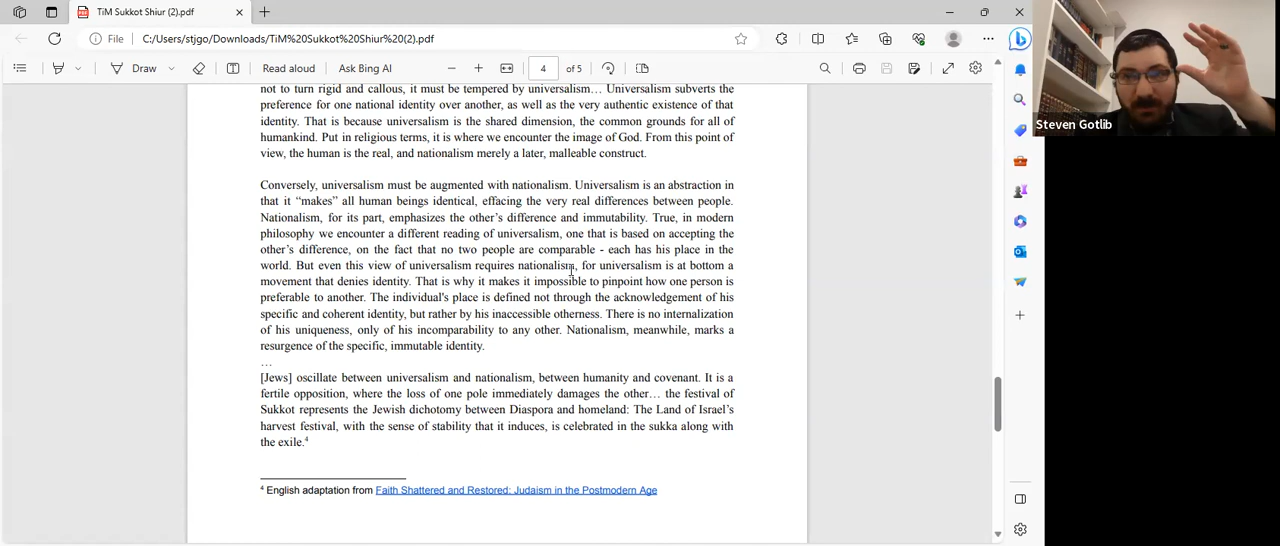 TiM Sukkot Shiur (2).pdf
File
C:/Users/stjgo/Downloads/TiM%20Sukkot%20Shiur%20(2).pdf
Draw
Read aloud
Ask Bing AI
4
of 5
Steven Gotlib
not to turn rigid and callous, it must be tempered by universalism… Universalism subverts the
preference for one national identity over another, as well as the very authentic existence of that
identity. That is because universalism is the shared dimension, the common grounds for all of
humankind. Put in religious terms, it is where we encounter the image of God. From this point of
view, the human is the real, and nationalism merely a later, malleable construct.
Conversely, universalism must be augmented with nationalism. Universalism is an abstraction in
that it “makes” all human beings identical, effacing the very real differences between people.
Nationalism, for its part, emphasizes the other’s difference and immutability. True, in modern
philosophy we encounter a different reading of universalism, one that is based on accepting the
other’s difference, on the fact that no two people are comparable - each has his place in the
world. But even this view of universalism requires nationalism, for universalism is at bottom a
movement that denies identity. That is why it makes it impossible to pinpoint how one person is
preferable to another. The individual's place is defined not through the acknowledgement of his
specific and coherent identity, but rather by his inaccessible otherness. There is no internalization
of his uniqueness, only of his incomparability to any other. Nationalism, meanwhile, marks a
resurgence of the specific, immutable identity.
…
[Jews] oscillate between universalism and nationalism, between humanity and covenant. It is a
fertile opposition, where the loss of one pole immediately damages the other… the festival of
Sukkot represents the Jewish dichotomy between Diaspora and homeland: The Land of Israel’s
harvest festival, with the sense of stability that it induces, is celebrated in the sukka along with
the exile.4
4 English adaptation from Faith Shattered and Restored: Judaism in the Postmodern Age